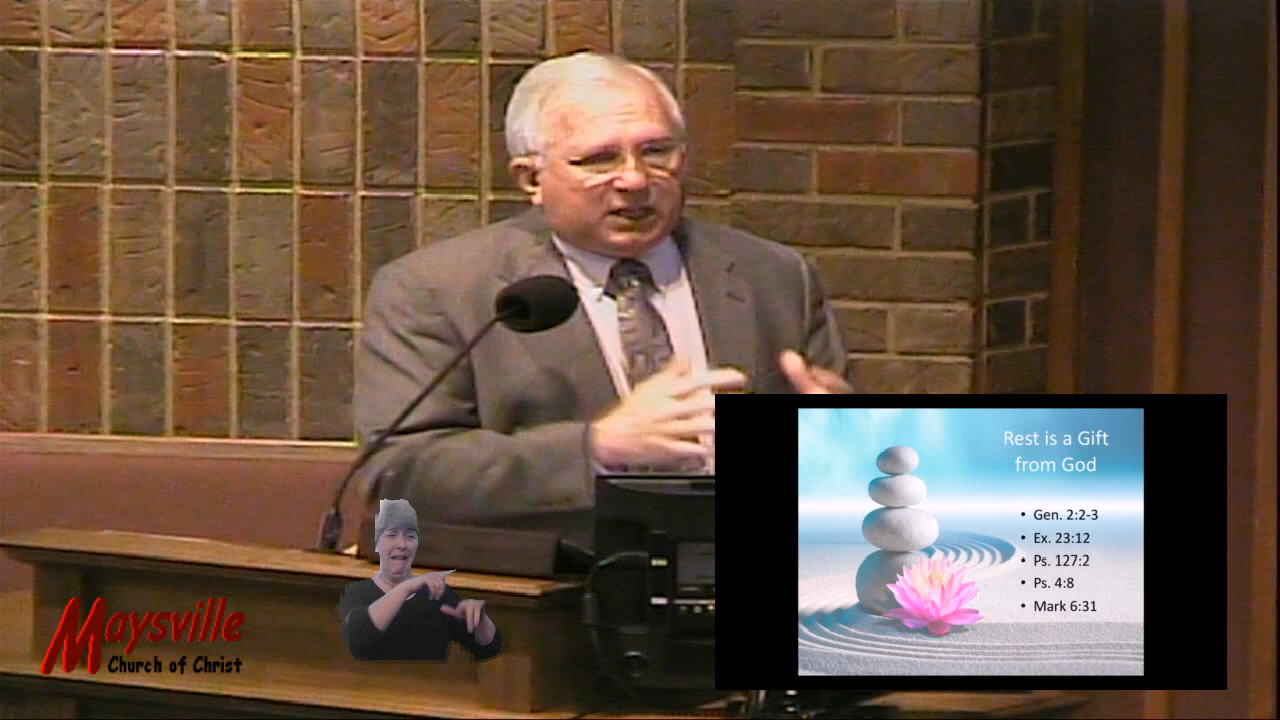 Rest is a Gift
from God
• Gen. 2:2-3
• Ex. 23:12
• Ps. 127:2
• Ps. 4:8
• Mark 6:31
Maysville
Church of Christ